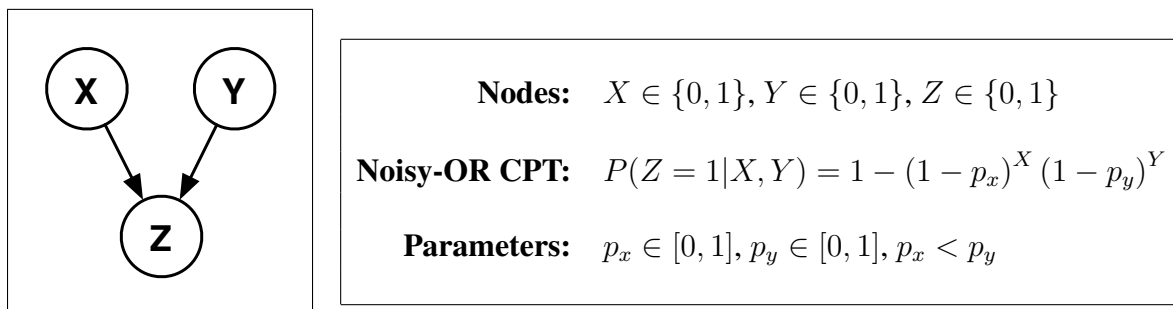 X Y
Z
Nodes: X ∈ {0, 1}, Y ∈ {0, 1}, Z ∈ {0, 1}
Noisy-OR CPT: P(Z = 1|X, Y) = 1 − (1 − p_x)^X (1 − p_y)^Y
Parameters: p_x ∈ [0, 1], p_y ∈ [0, 1], p_x < p_y